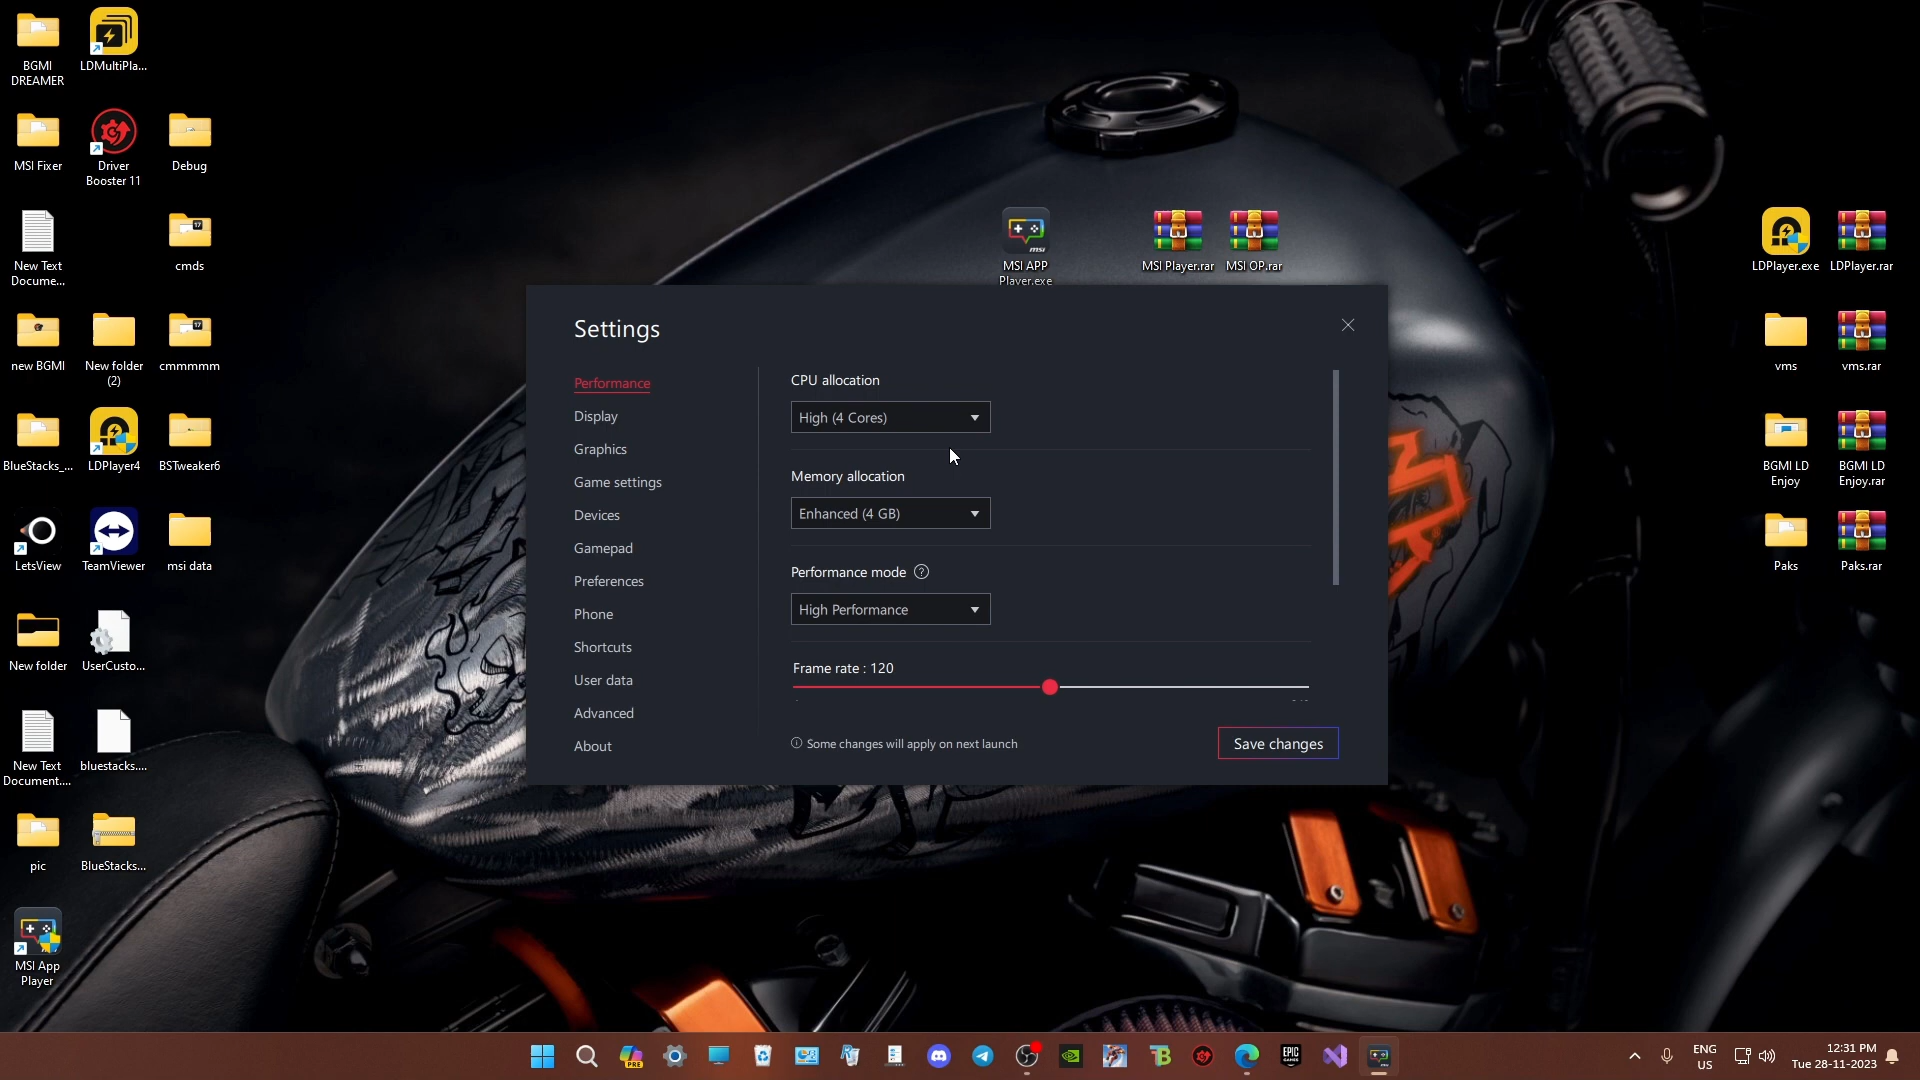 BGMI
DREAMER
LDMultiPla...
MSI Fixer
Driver
Booster 11
Debug
New Text
Docume...
cmds
new BGMI
New folder
(2)
cmmmmm
BlueStacks_...
LDPlayer4
BSTweaker6
LetsView
TeamViewer
msi data
New folder
UserCusto...
New Text
Document....
bluestacks....
pic
BlueStacks...
MSI App
Player
msi
MSI APP
Player.exe
MSI Player.rar
MSI OP.rar
LDPlayer.exe
LDPlayer.rar
vms
vms.rar
BGMI LD
Enjoy
BGMI LD
Enjoy.rar
Paks
Paks.rar
Settings
Performance
Display
Graphics
Game settings
Devices
Gamepad
Preferences
Phone
Shortcuts
User data
Advanced
About
CPU allocation
High (4 Cores)
Memory allocation
Enhanced (4 GB)
Performance mode ?
High Performance
Frame rate : 120
Some changes will apply on next launch
Save changes
PRE
EPIC
GAMES
ENG
US
12:31 PM
Tue 28-11-2023